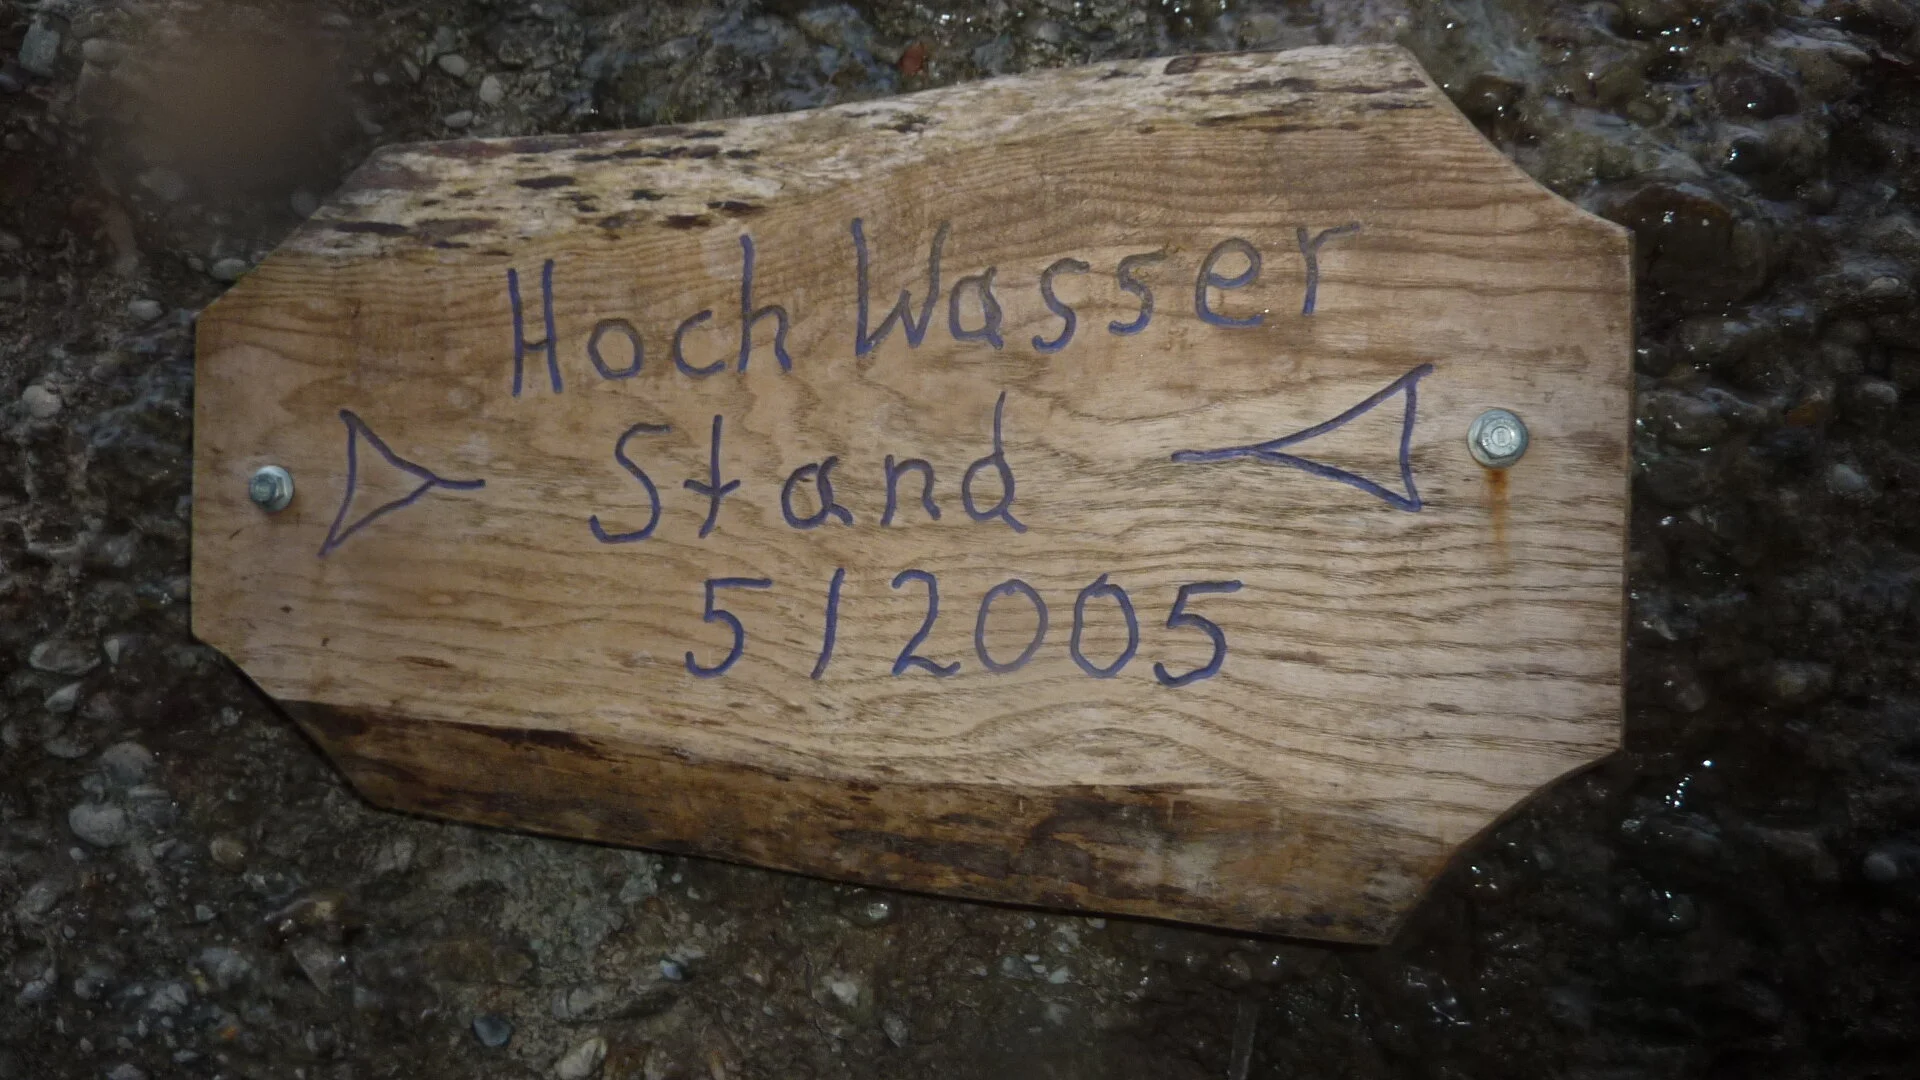 Hoch Wasser
Stand
5/2005